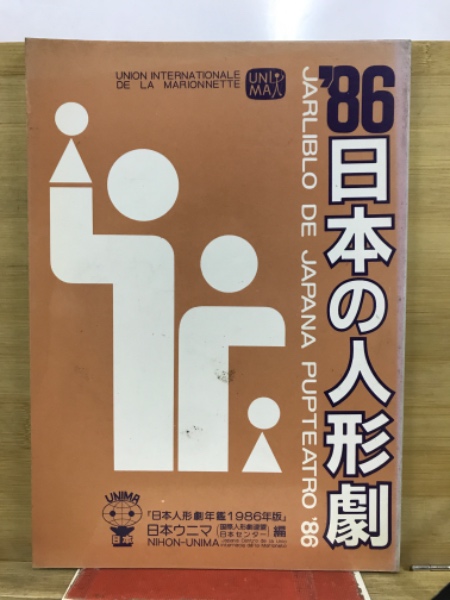 UNION INTERNATIONALE
DE LA MARIONNETTE
UNI
MA
'86
日本の人形劇
JARLIBLO DE JAPANA PUPTEATRO '86
UNIMA
日本
「日本人形劇年鑑1986年版」
日本ウニマ
国際人形劇連盟
日本センター
編
NIHON-UNIMA